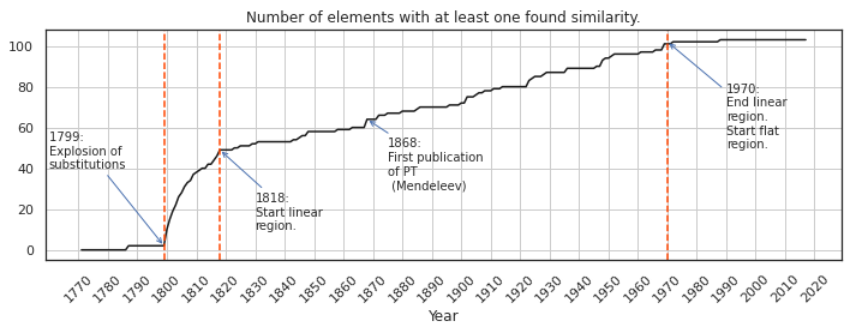 Number of elements with at least one found similarity.
100
80
60
40
20
0
1799:
Explosion of
substitutions
1818:
Start linear
region.
1868:
First publication
of PT
(Mendeleev)
1970:
End linear
region.
Start flat
region.
1770 1780 1790 1800 1810 1820 1830 1840 1850 1860 1870 1880 1890 1900 1910 1920 1930 1940 1950 1960 1970 1980 1990 2000 2010 2020
Year